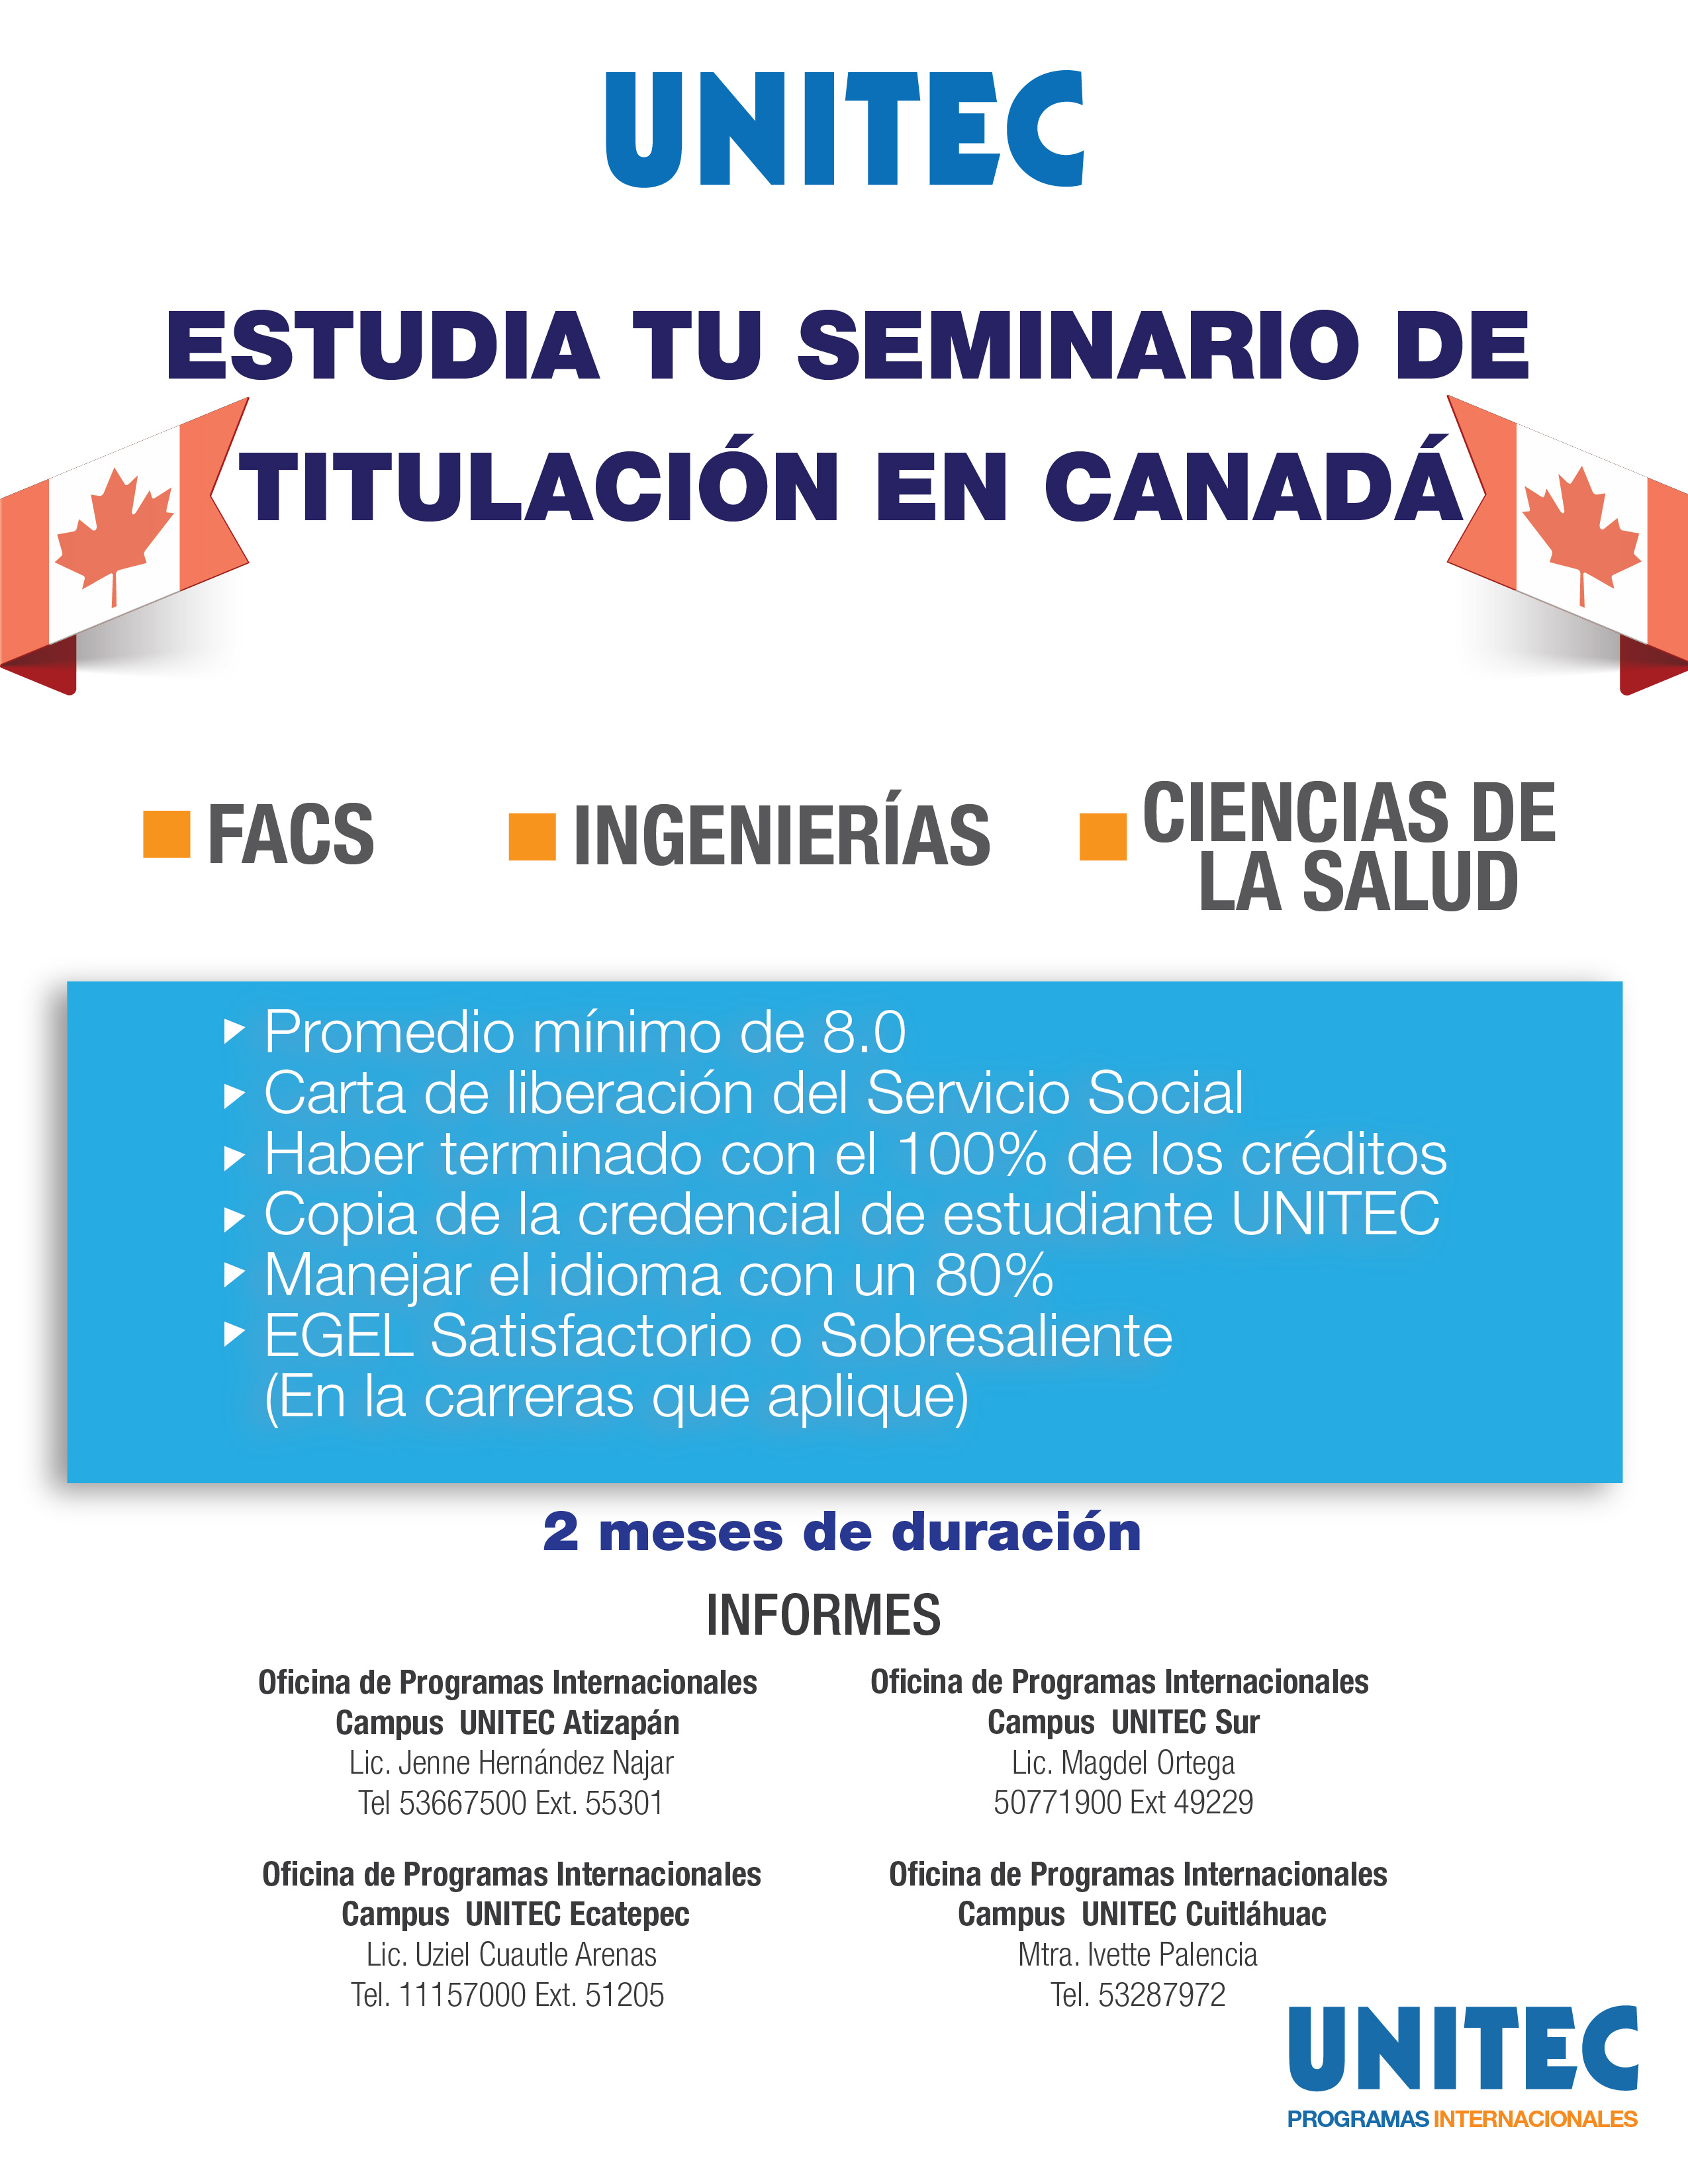 UNITEC
ESTUDIA TU SEMINARIO DE
TITULACIÓN EN CANADÁ
FACS
INGENIERÍAS
CIENCIAS DE
LA SALUD
Promedio mínimo de 8.0
Carta de liberación del Servicio Social
Haber terminado con el 100% de los créditos
Copia de la credencial de estudiante UNITEC
Manejar el idioma con un 80%
EGEL Satisfactorio o Sobresaliente
(En la carreras que aplique)
2 meses de duración
INFORMES
Oficina de Programas Internacionales
Campus UNITEC Atizapán
Lic. Jenne Hernández Najar
Tel 53667500 Ext. 55301
Oficina de Programas Internacionales
Campus UNITEC Sur
Lic. Magdel Ortega
50771900 Ext 49229
Oficina de Programas Internacionales
Campus UNITEC Ecatepec
Lic. Uziel Cuautle Arenas
Tel. 11157000 Ext. 51205
Oficina de Programas Internacionales
Campus UNITEC Cuitláhuac
Mtra. Ivette Palencia
Tel. 53287972
UNITEC
PROGRAMAS INTERNACIONALES